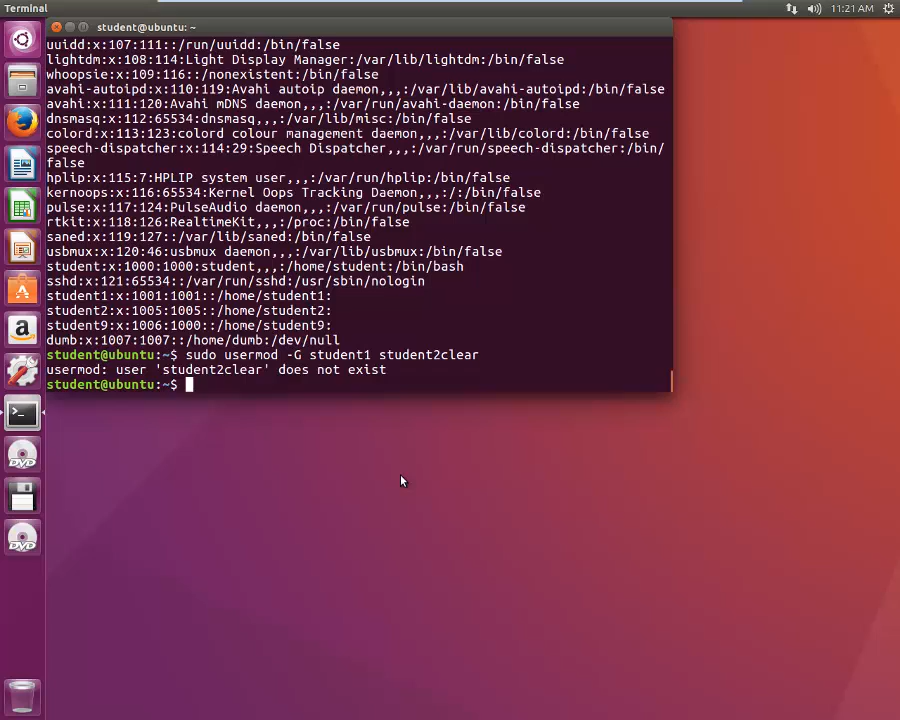 Terminal
11:21 AM
student@ubuntu: ~
uuidd:x:107:111::/run/uuidd:/bin/false
lightdm:x:108:114:Light Display Manager:/var/lib/lightdm:/bin/false
whoopsie:x:109:116::/nonexistent:/bin/false
avahi-autoipd:x:110:119:Avahi autoip daemon,,,:/var/lib/avahi-autoipd:/bin/false
avahi:x:111:120:Avahi mDNS daemon,,,:/var/run/avahi-daemon:/bin/false
dnsmasq:x:112:65534:dnsmasq,,,:/var/lib/misc:/bin/false
colord:x:113:123:colord colour management daemon,,,:/var/lib/colord:/bin/false
speech-dispatcher:x:114:29:Speech Dispatcher,,,:/var/run/speech-dispatcher:/bin/
false
hplip:x:115:7:HPLIP system user,,,:/var/run/hplip:/bin/false
kernoops:x:116:65534:Kernel Oops Tracking Daemon,,,:/:/bin/false
pulse:x:117:124:PulseAudio daemon,,,:/var/run/pulse:/bin/false
rtkit:x:118:126:RealtimeKit,,,:/proc:/bin/false
saned:x:119:127::/var/lib/saned:/bin/false
usbmux:x:120:46:usbmux daemon,,,:/var/lib/usbmux:/bin/false
student:x:1000:1000:student,,,:/home/student:/bin/bash
sshd:x:121:65534::/var/run/sshd:/usr/sbin/nologin
student1:x:1001:1001::/home/student1:
student2:x:1005:1005::/home/student2:
student9:x:1006:1000::/home/student9:
dumb:x:1007:1007::/home/dumb:/dev/null
student@ubuntu:~$ sudo usermod -G student1 student2clear
usermod: user 'student2clear' does not exist
student@ubuntu:~$
DVD
DVD